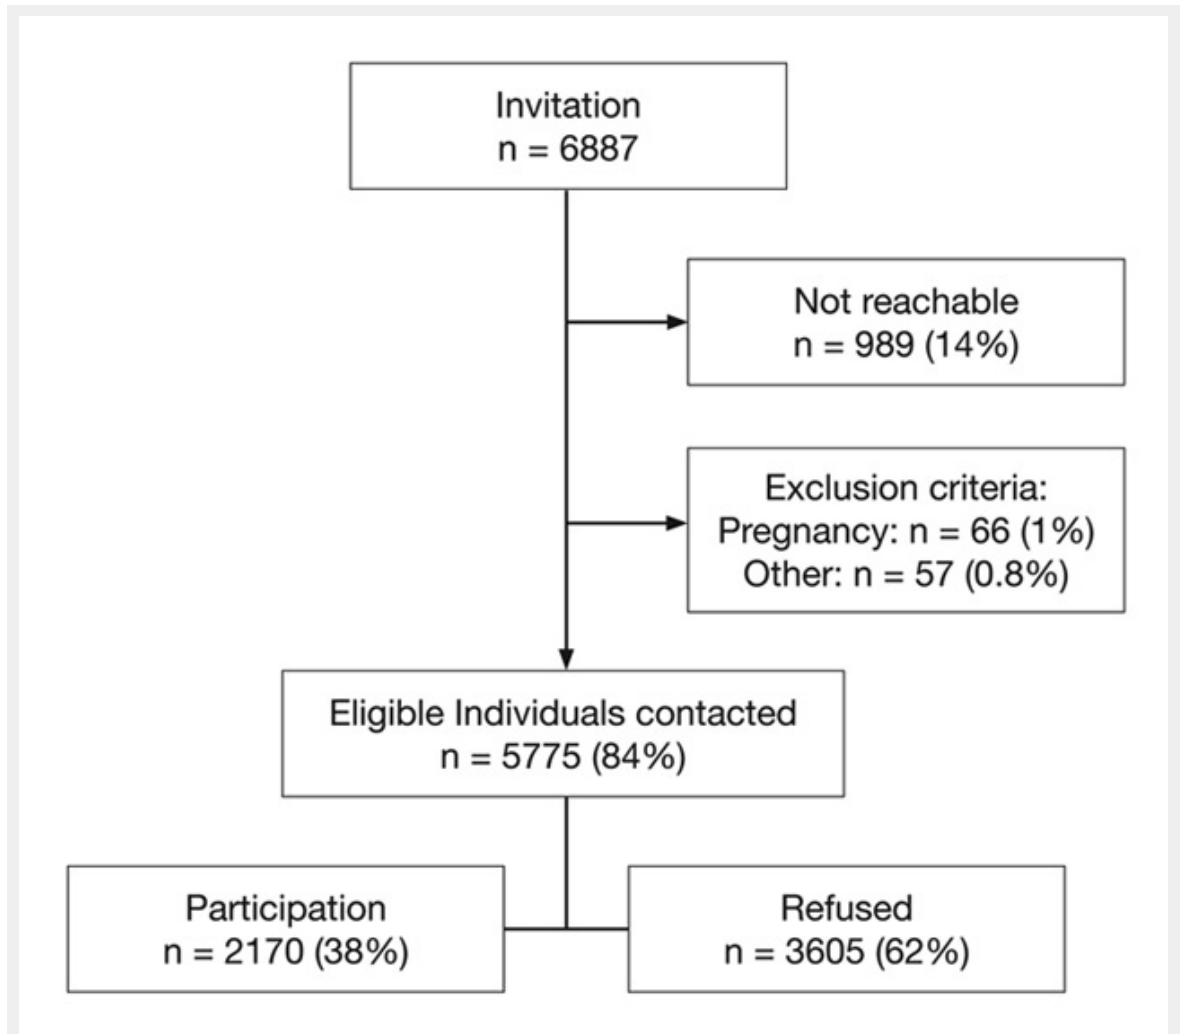 Invitation
n = 6887
Not reachable
n = 989 (14%)
Exclusion criteria:
Pregnancy: n = 66 (1%)
Other: n = 57 (0.8%)
Eligible Individuals contacted
n = 5775 (84%)
Participation
n = 2170 (38%)
Refused
n = 3605 (62%)